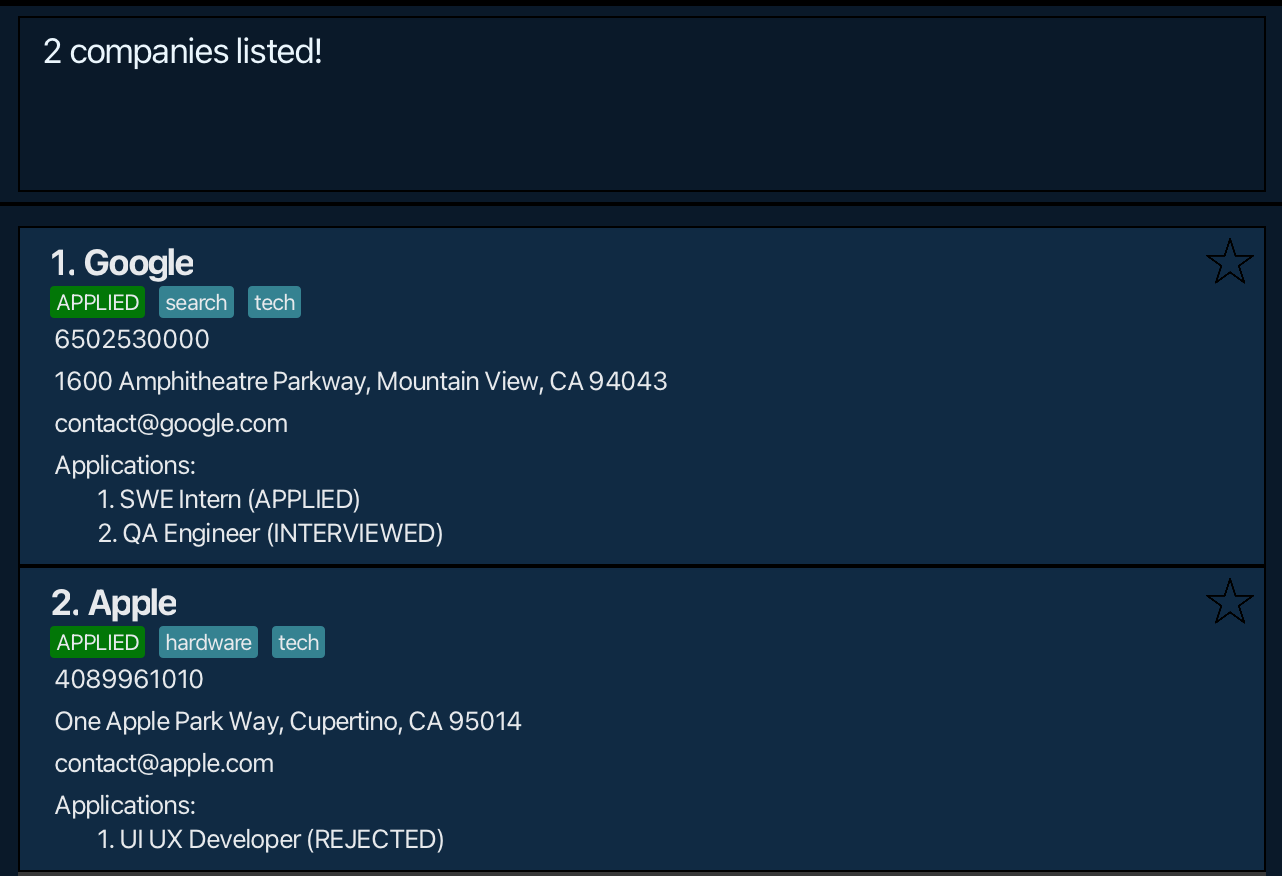 2 companies listed!
1. Google
APPLIED search tech
6502530000
1600 Amphitheatre Parkway, Mountain View, CA 94043
contact@google.com
Applications:
1. SWE Intern (APPLIED)
2. QA Engineer (INTERVIEWED)
2. Apple
APPLIED hardware tech
4089961010
One Apple Park Way, Cupertino, CA 95014
contact@apple.com
Applications:
1. UI UX Developer (REJECTED)